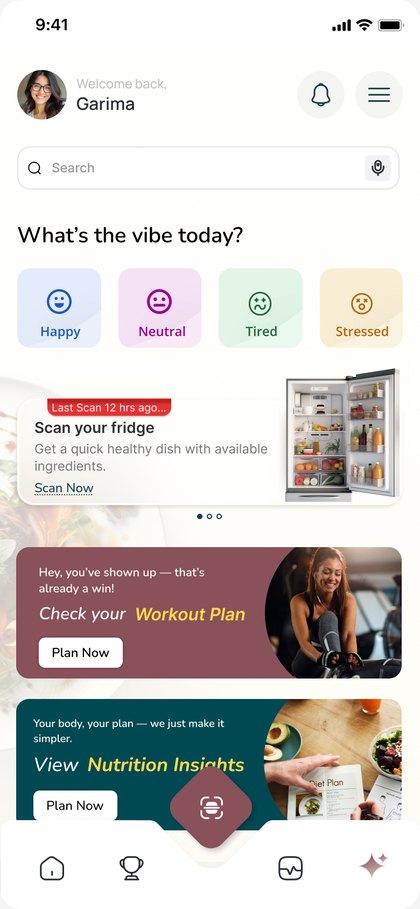 9:41
Welcome back,
Garima
Search
What's the vibe today?
Happy
Neutral
Tired
Stressed
Last Scan 12 hrs ago...
Scan your fridge
Get a quick healthy dish with available
ingredients.
Scan Now
Hey, you've shown up — that's
already a win!
Check your Workout Plan
Plan Now
Your body, your plan — we just make it
simpler.
View Nutrition Insights
Plan Now
Diet Plan